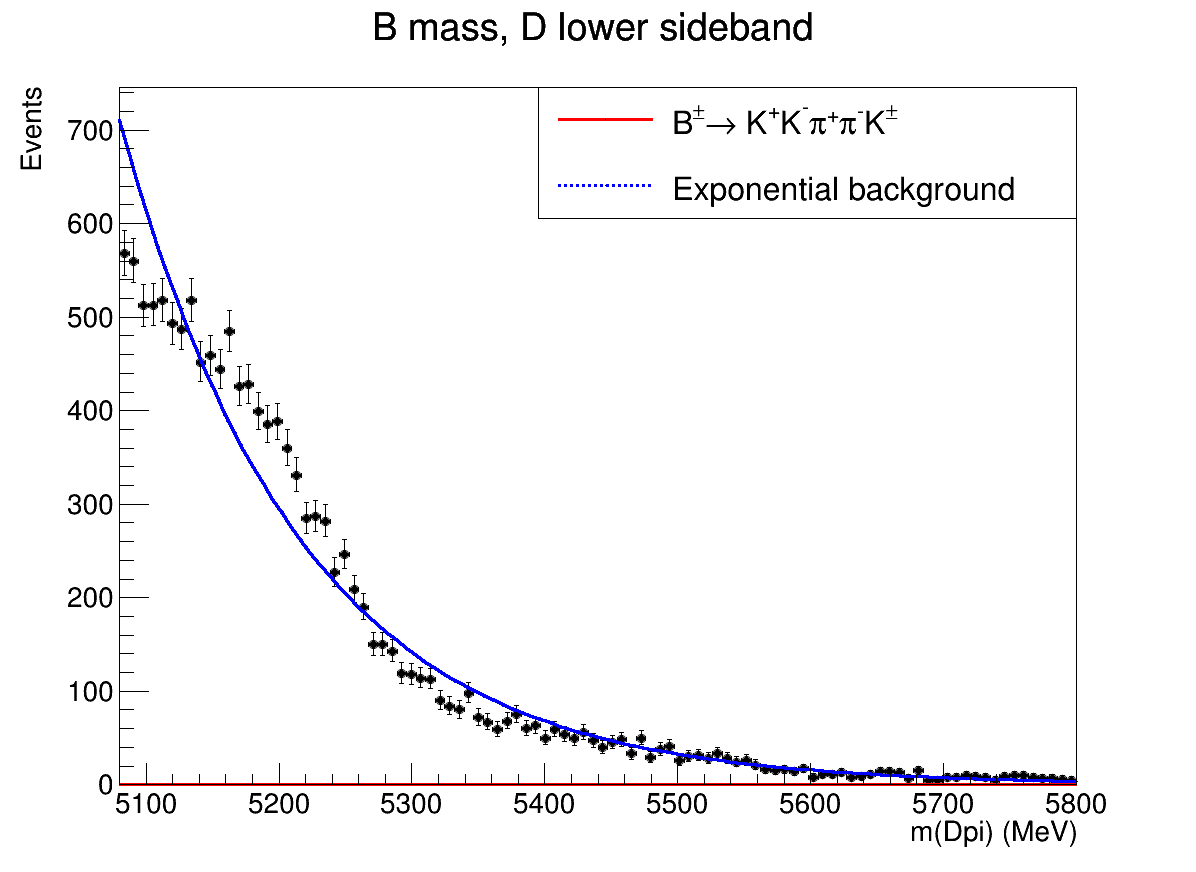 B mass, D lower sideband
Events
B± → K⁺K⁻π⁺π⁻K±
Exponential background
700
600
500
400
300
200
100
0
5100 5200 5300 5400 5500 5600 5700 5800
m(Dpi) (MeV)